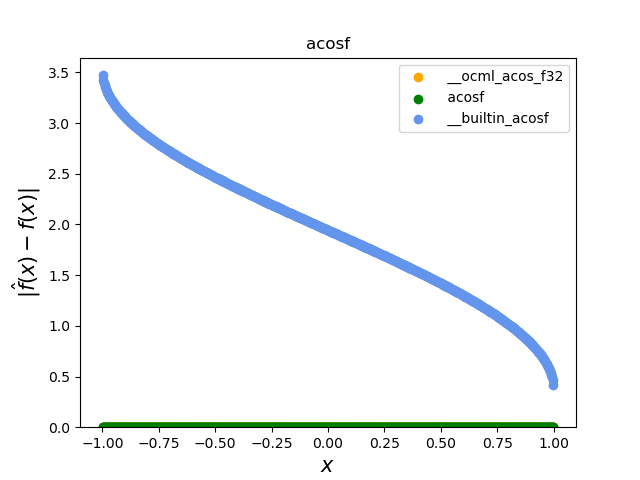 acosf
__ocml_acos_f32
acosf
__builtin_acosf
3.5
3.0
2.5
2.0
1.5
1.0
0.5
0.0
|f̂(x) − f(x)|
−1.00 −0.75 −0.50 −0.25 0.00 0.25 0.50 0.75 1.00
x